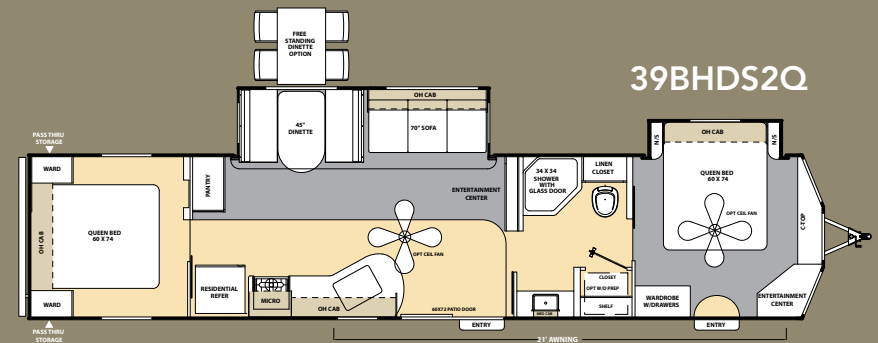 FREE
STANDING
DINETTE
OPTION
39BHDS2Q
OH CAB
45"
DINETTE
70" SOFA
OH CAB
N/S
N/S
PASS THRU
STORAGE
WARD
PANTRY
34 X 34
SHOWER
WITH
GLASS DOOR
LINEN
CLOSET
QUEEN BED
60 X 74
ENTERTAINMENT
CENTER
OPT CEIL FAN
C-TOP
OH CAB
QUEEN BED
60 X 74
OPT CEIL FAN
RESIDENTIAL
REFER
MICRO
CLOSET
OPT W/D PREP
WARD
OH CAB
60X72 PATIO DOOR
MED CAB
SHELF
WARDROBE
W/DRAWERS
ENTERTAINMENT
CENTER
PASS THRU
STORAGE
ENTRY
ENTRY
21' AWNING